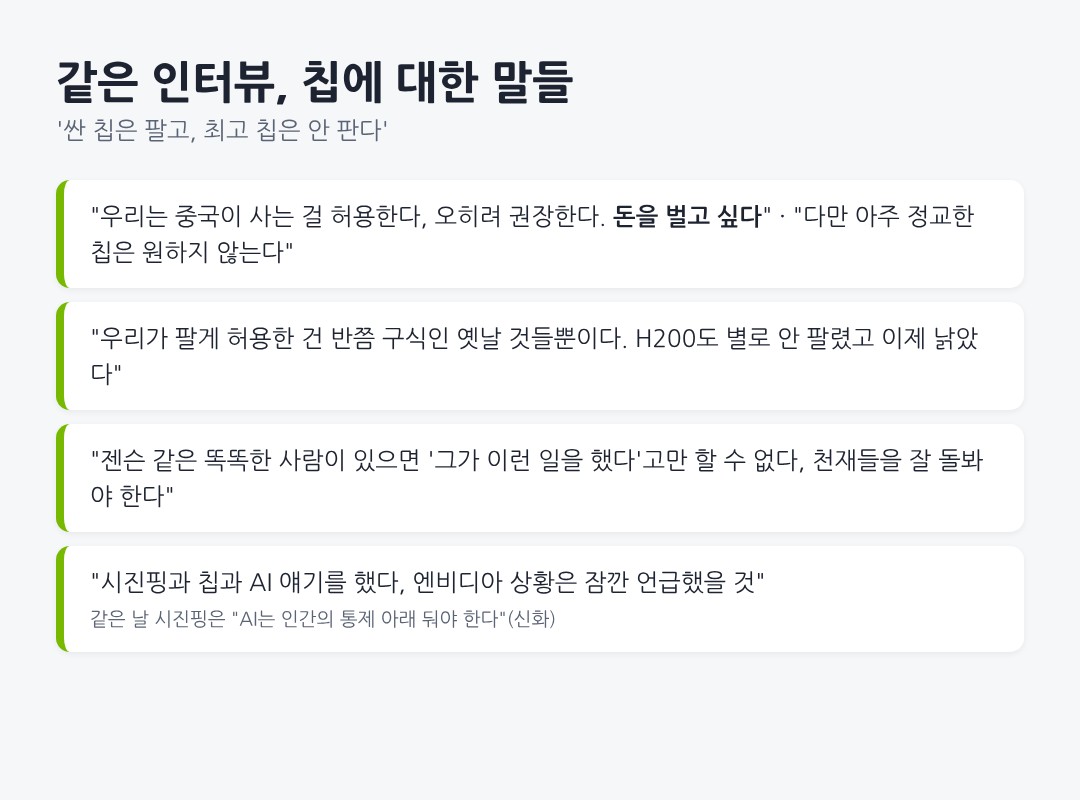 같은 인터뷰, 칩에 대한 말들
'싼 칩은 팔고, 최고 칩은 안 판다'
"우리는 중국이 사는 걸 허용한다, 오히려 권장한다. 돈을 벌고 싶다" · "다만 아주 정교한
칩은 원하지 않는다"
"우리가 팔게 허용한 건 반쯤 구식인 옛날 것들뿐이다. H200도 별로 안 팔렸고 이제 낡았
다"
"젠슨 같은 똑똑한 사람이 있으면 '그가 이런 일을 했다'고만 할 수 없다, 천재들을 잘 돌봐
야 한다"
"시진핑과 칩과 AI 얘기를 했다, 엔비디아 상황은 잠깐 언급했을 것"
같은 날 시진핑은 "AI는 인간의 통제 아래 둬야 한다"(신화)